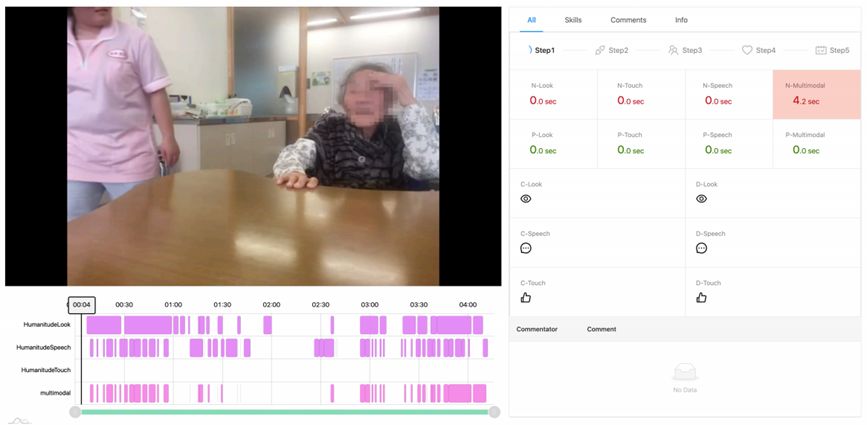 All Skills Comments Info
Step1 Step2 Step3 Step4 Step5
N-Look N-Touch N-Speech N-Multimodal
0.0 sec 0.0 sec 0.0 sec 4.2 sec
P-Look P-Touch P-Speech P-Multimodal
0.0 sec 0.0 sec 0.0 sec 0.0 sec
C-Look D-Look
C-Speech D-Speech
C-Touch D-Touch
Commentator Comment
No Data
00:04 00:30 01:00 01:30 02:00 02:30 03:00 03:30 04:00
HumanitudeLook
HumanitudeSpeech
HumanitudeTouch
multimodal